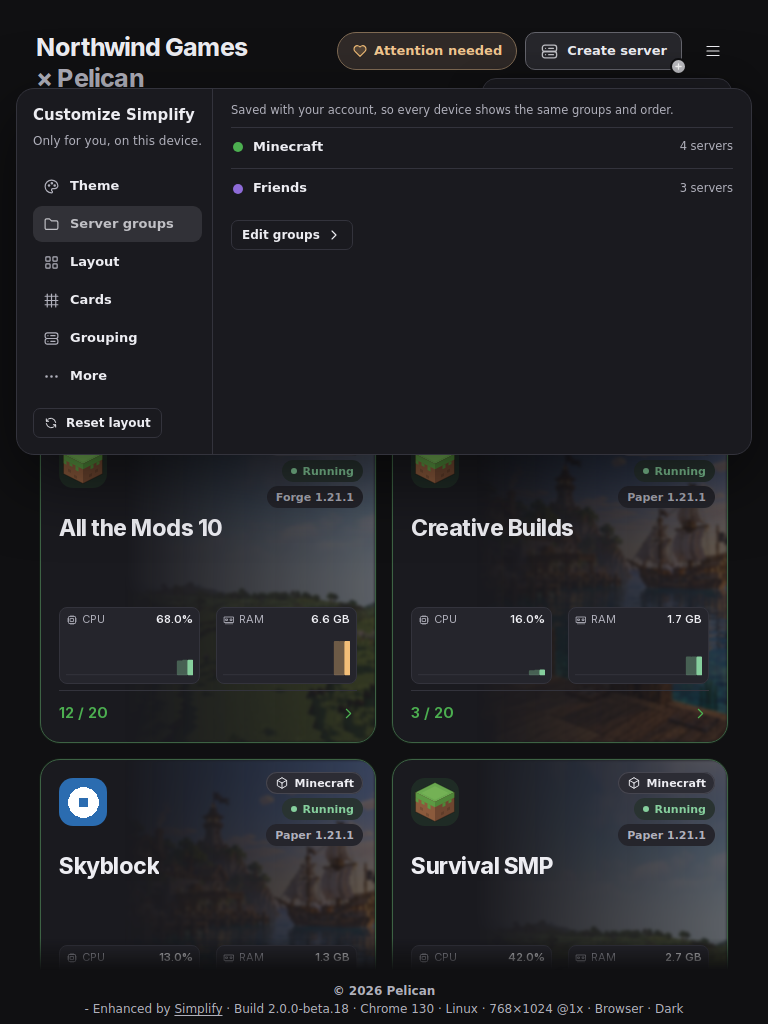 Northwind Games
× Pelican
Attention needed
Create server
Customize Simplify
Only for you, on this device.
Theme
Server groups
Layout
Cards
Grouping
More
Reset layout
Saved with your account, so every device shows the same groups and order.
Minecraft
4 servers
Friends
3 servers
Edit groups
Running
Forge 1.21.1
All the Mods 10
CPU
68.0%
RAM
6.6 GB
12 / 20
Running
Paper 1.21.1
Creative Builds
CPU
16.0%
RAM
1.7 GB
3 / 20
Minecraft
Running
Paper 1.21.1
Skyblock
CPU
13.0%
RAM
1.3 GB
Minecraft
Running
Paper 1.21.1
Survival SMP
CPU
42.0%
RAM
2.7 GB
© 2026 Pelican
- Enhanced by Simplify · Build 2.0.0-beta.18 · Chrome 130 · Linux · 768×1024 @1x · Browser · Dark